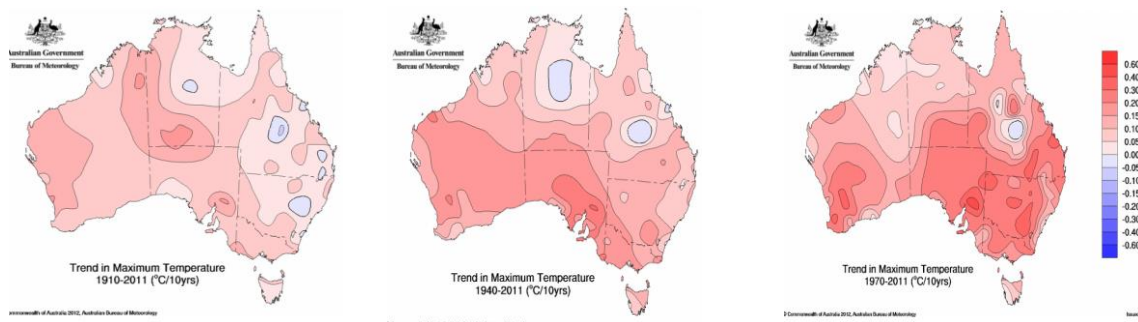 Australian Government
Bureau of Meteorology
Trend in Maximum Temperature
1910-2011 (°C/10yrs)
Commonwealth of Australia 2012, Australian Bureau of Meteorology
Australian Government
Bureau of Meteorology
Trend in Maximum Temperature
1940-2011 (°C/10yrs)
Australian Government
Bureau of Meteorology
Trend in Maximum Temperature
1970-2011 (°C/10yrs)
© Commonwealth of Australia 2012, Australian Bureau of Meteorology
Issue
0.60
0.40
0.30
0.20
0.15
0.10
0.05
0.00
-0.05
-0.10
-0.15
-0.20
-0.30
-0.40
-0.60